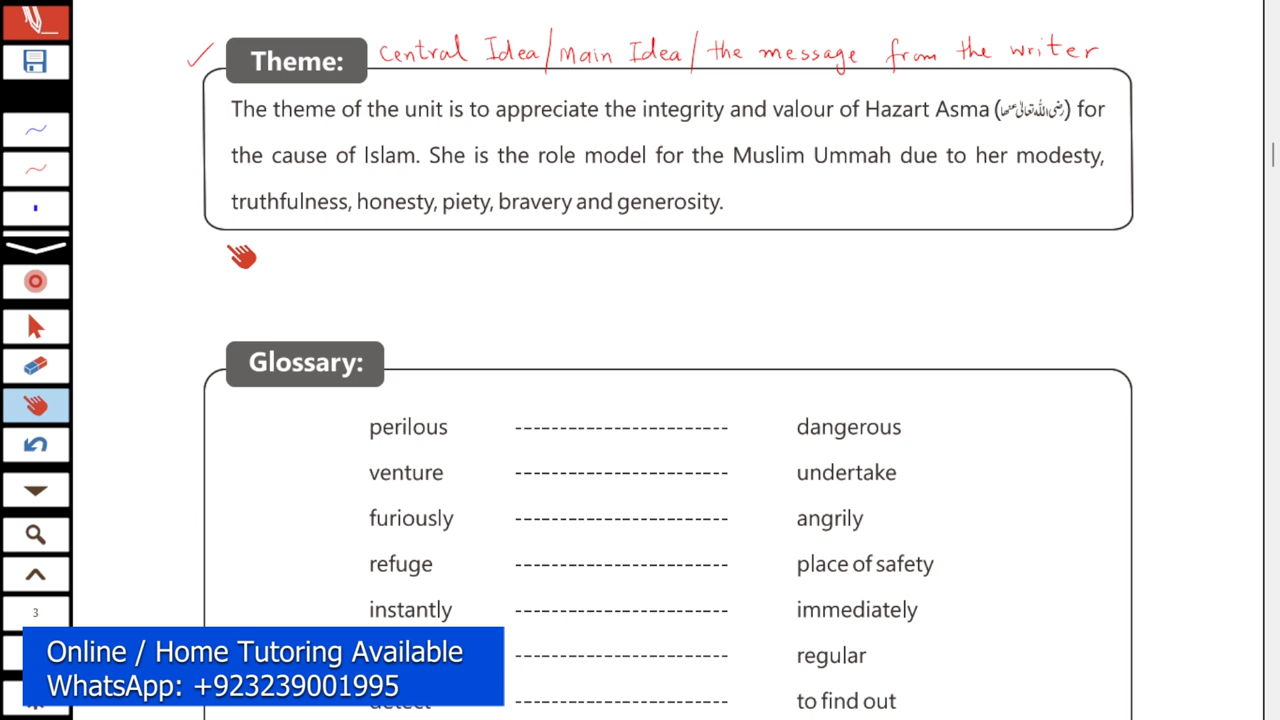 Theme: Central Idea/Main Idea/the message from the writer
The theme of the unit is to appreciate the integrity and valour of Hazart Asma (رضی اللہ تعالیٰ عنہا) for
the cause of Islam. She is the role model for the Muslim Ummah due to her modesty,
truthfulness, honesty, piety, bravery and generosity.
Glossary:
perilous ------------------------ dangerous
venture ------------------------ undertake
furiously ------------------------ angrily
refuge ------------------------ place of safety
instantly ------------------------ immediately
3
------------------------ regular
------------------------ to find out
Online / Home Tutoring Available
WhatsApp: +923239001995